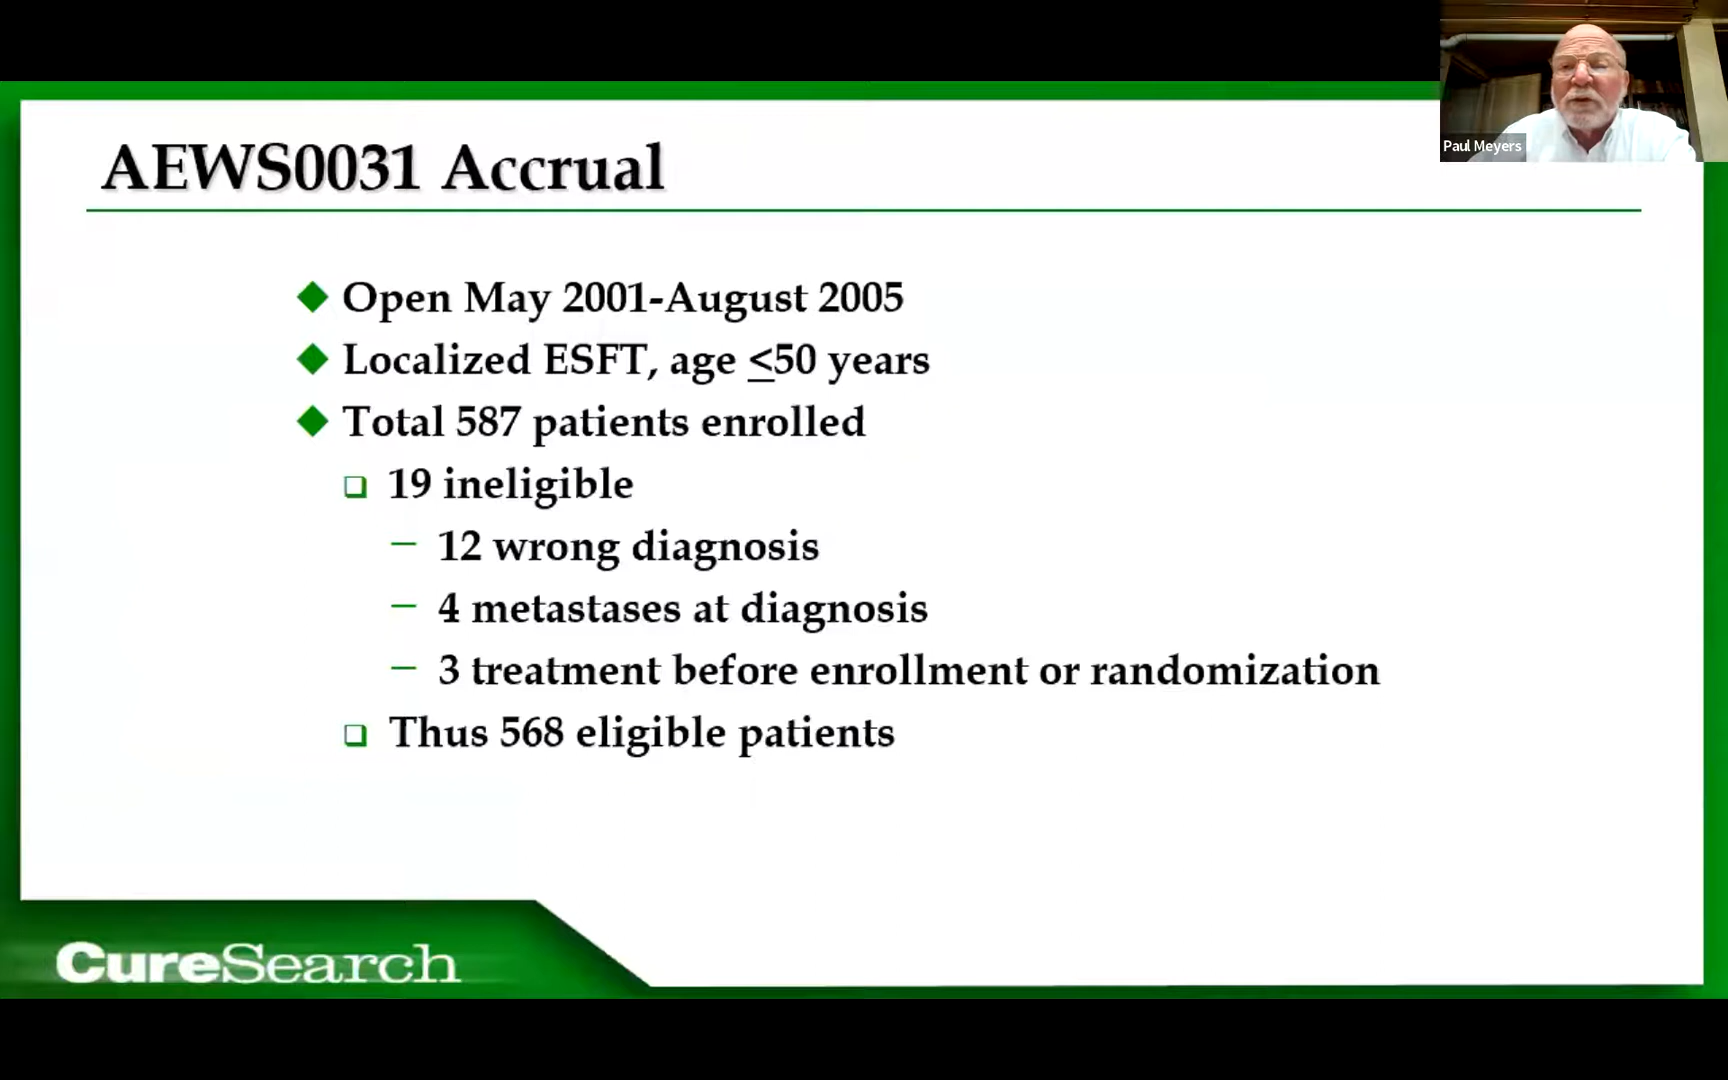 AEWS0031 Accrual
Paul Meyers
Open May 2001-August 2005
Localized ESFT, age ≤50 years
Total 587 patients enrolled
19 ineligible
– 12 wrong diagnosis
– 4 metastases at diagnosis
– 3 treatment before enrollment or randomization
Thus 568 eligible patients
CureSearch